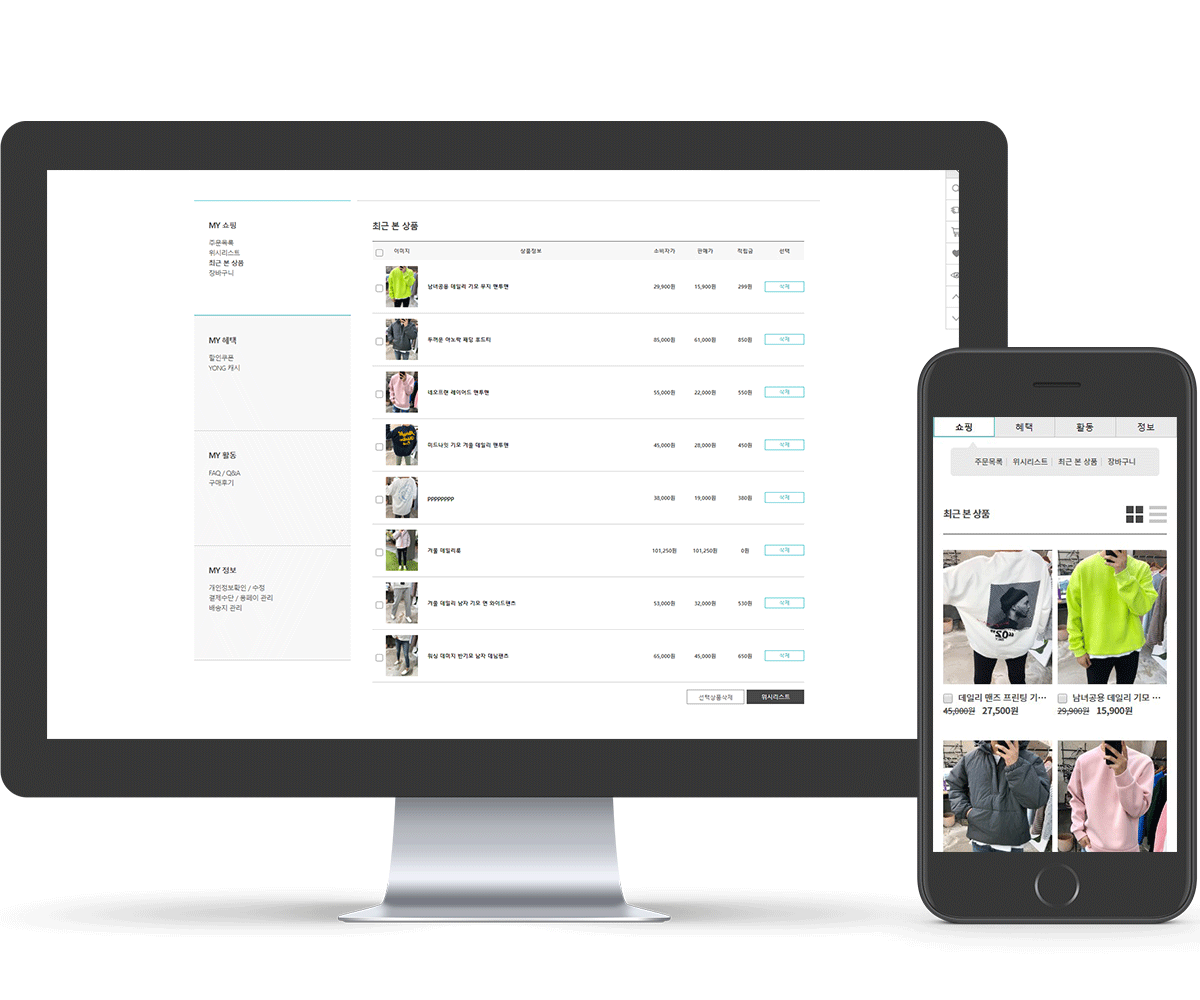 MY 쇼핑
주문목록
위시리스트
최근 본 상품
장바구니
MY 혜택
할인쿠폰
YONG 캐시
MY 활동
FAQ / Q&A
구매후기
MY 정보
개인정보확인 / 수정
결제수단 / 용페이 관리
배송지 관리
최근 본 상품
이미지 상품정보 소비자가 판매가 적립금 선택
남녀공용 데일리 기모 무지 맨투맨 29,900원 15,900원 299원 삭제
두꺼운 아노락 패딩 후드티 85,000원 61,000원 850원 삭제
네오프렌 레이어드 맨투맨 55,000원 22,000원 550원 삭제
미드나잇 기모 겨울 데일리 맨투맨 45,000원 28,000원 450원 삭제
PPPPPPPP 38,000원 19,000원 380원 삭제
겨울 데일리룩 101,250원 101,250원 0원 삭제
겨울 데일리 남자 기모 면 와이드팬츠 53,000원 32,000원 530원 삭제
워싱 데미지 반기모 남자 데님팬츠 65,000원 45,000원 650원 삭제
선택상품삭제 위시리스트
쇼핑 혜택 활동 정보
주문목록 위시리스트 최근 본 상품 장바구니
최근 본 상품
데일리 맨즈 프린팅 기···
45,000원 27,500원
남녀공용 데일리 기모 ···
29,900원 15,900원